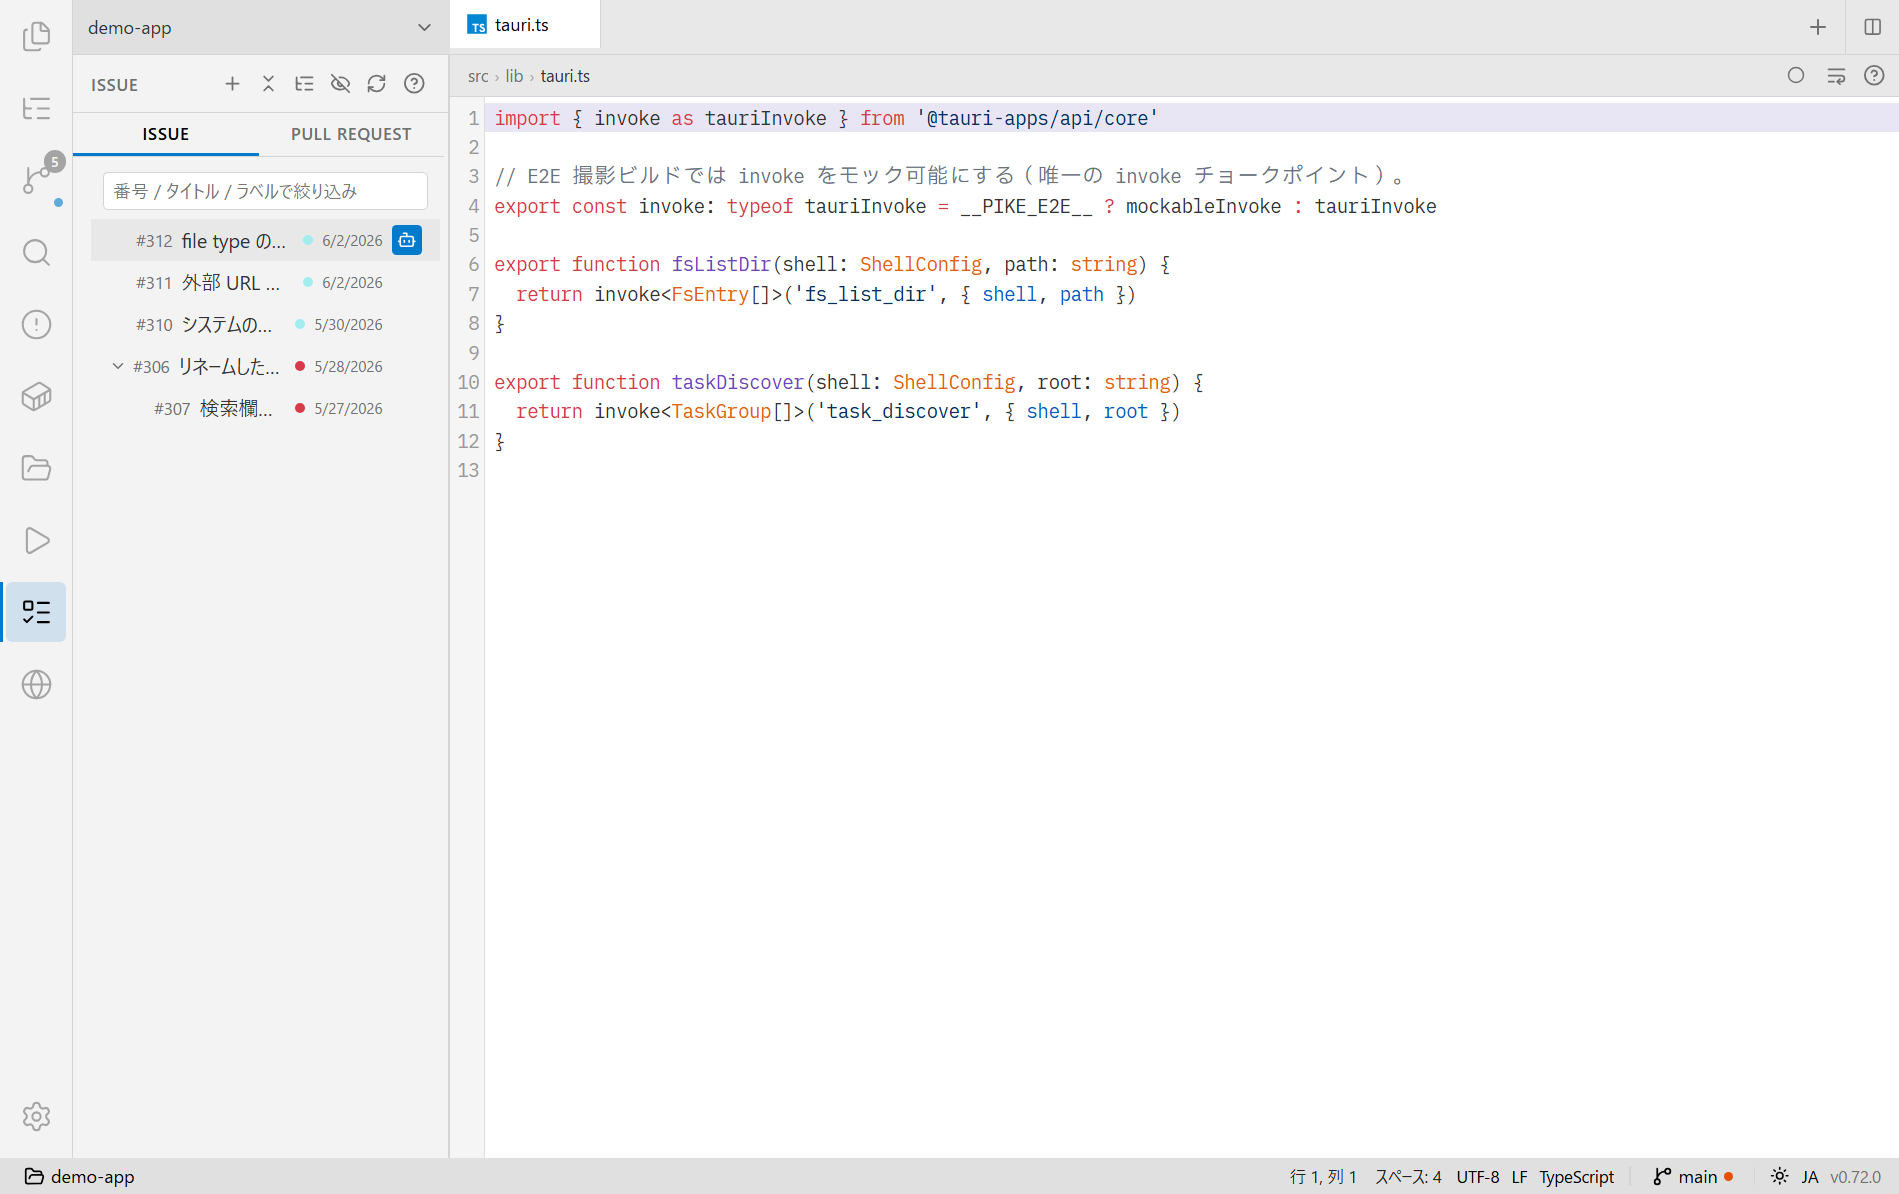 demo-app
tauri.ts
ISSUE
src › lib › tauri.ts
ISSUE
PULL REQUEST
5
番号 / タイトル / ラベルで絞り込み
#312 file type の... 6/2/2026
#311 外部 URL ... 6/2/2026
#310 システムの... 5/30/2026
#306 リネームした... 5/28/2026
#307 検索欄... 5/27/2026
1 import { invoke as tauriInvoke } from '@tauri-apps/api/core'
2
3 // E2E 撮影ビルドでは invoke をモック可能にする（唯一の invoke チョークポイント）。
4 export const invoke: typeof tauriInvoke = __PIKE_E2E__ ? mockableInvoke : tauriInvoke
5
6 export function fsListDir(shell: ShellConfig, path: string) {
7   return invoke<FsEntry[]>('fs_list_dir', { shell, path })
8 }
9
10 export function taskDiscover(shell: ShellConfig, root: string) {
11   return invoke<TaskGroup[]>('task_discover', { shell, root })
12 }
13
demo-app
行 1, 列 1 スペース: 4 UTF-8 LF TypeScript main JA v0.72.0